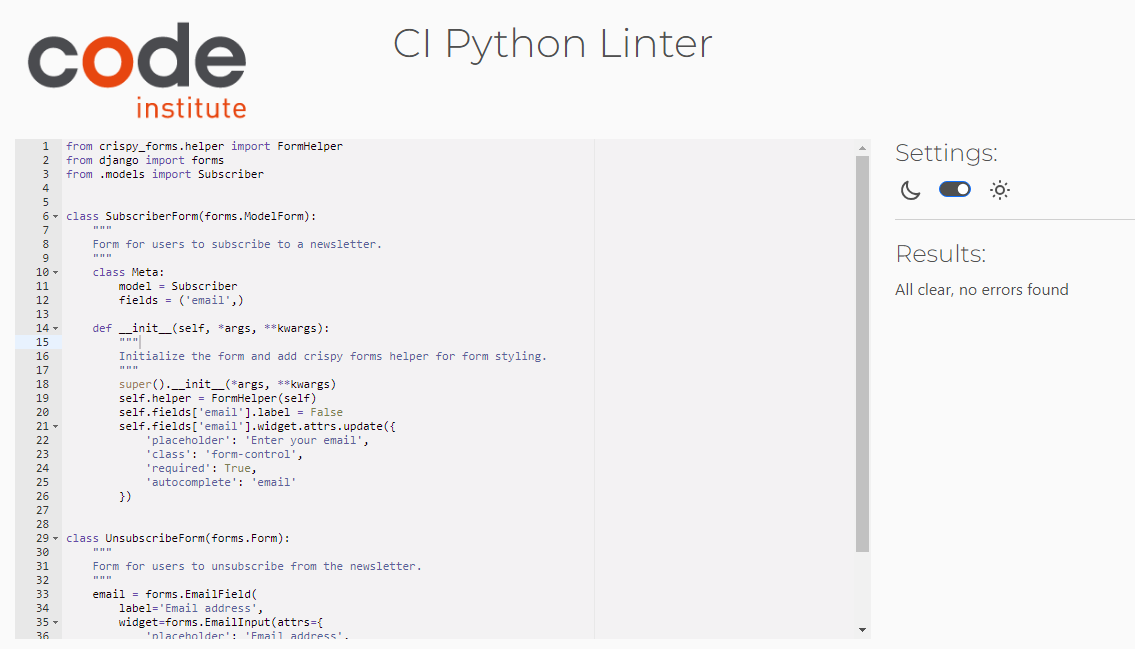 code
institute
CI Python Linter
1 from crispy_forms.helper import FormHelper
2 from django import forms
3 from .models import Subscriber
4
5
6 class SubscriberForm(forms.ModelForm):
7     """
8     Form for users to subscribe to a newsletter.
9     """
10     class Meta:
11         model = Subscriber
12         fields = ('email',)
13
14     def __init__(self, *args, **kwargs):
15         """
16         Initialize the form and add crispy forms helper for form styling.
17         """
18         super().__init__(*args, **kwargs)
19         self.helper = FormHelper(self)
20         self.fields['email'].label = False
21         self.fields['email'].widget.attrs.update({
22             'placeholder': 'Enter your email',
23             'class': 'form-control',
24             'required': True,
25             'autocomplete': 'email'
26         })
27
28
29 class UnsubscribeForm(forms.Form):
30     """
31     Form for users to unsubscribe from the newsletter.
32     """
33     email = forms.EmailField(
34         label='Email address',
35         widget=forms.EmailInput(attrs={
36             'placeholder': 'Email address',
Settings:
Results:
All clear, no errors found